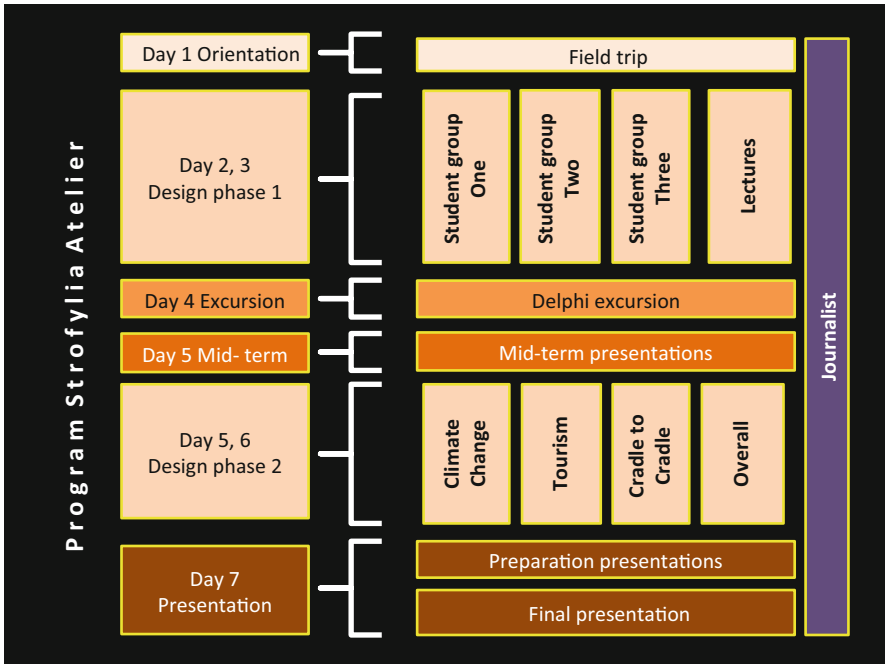 Program Strofylia Atelier
Day 1 Orientation
Field trip
Day 2, 3
Design phase 1
Student group
One
Student group
Two
Student group
Three
Lectures
Day 4 Excursion
Delphi excursion
Day 5 Mid- term
Mid-term presentations
Day 5, 6
Design phase 2
Climate
Change
Tourism
Cradle to
Cradle
Overall
Day 7
Presentation
Preparation presentations
Final presentation
Journalist